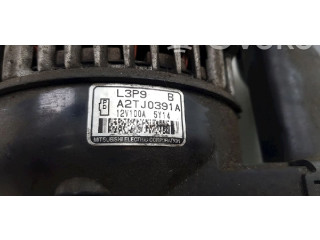 L3P9 B
A2TJ0391A
12V100A 5Y14
MITSUBISHI ELECTRIC CORPORATION